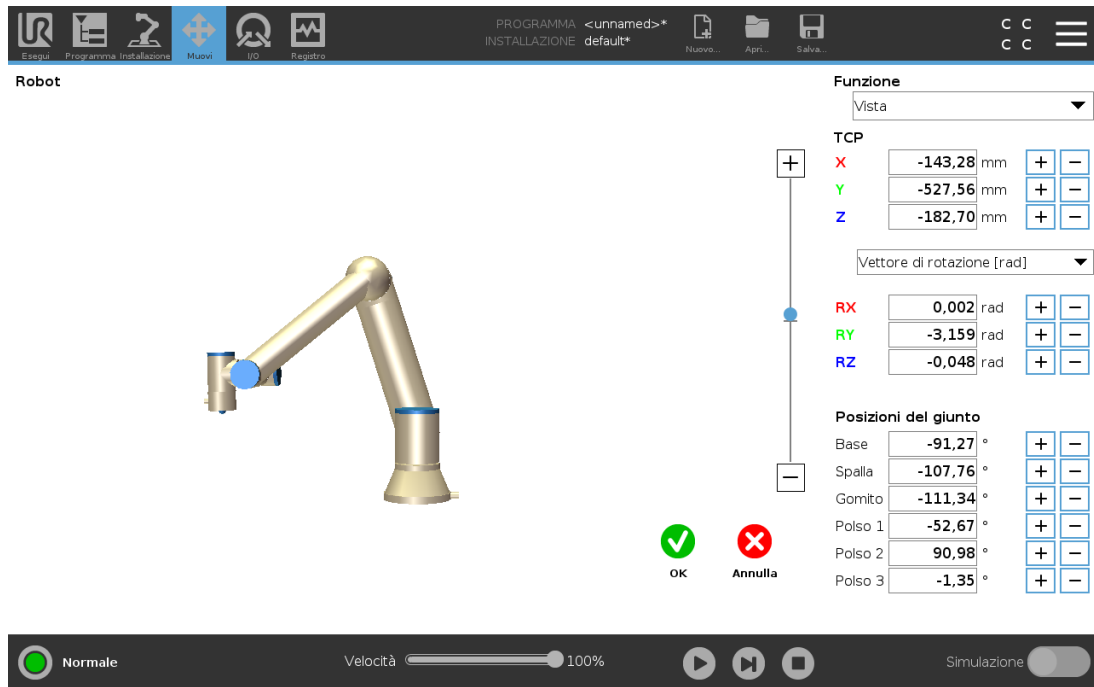 UR
PROGRAMMA <unnamed>*
INSTALLAZIONE default*
C C
C C
Esegui Programma Installazione Muovi I/O Registro Nuovo... Apri... Salva...
Robot
Funzione
Vista
TCP
X -143,28 mm + −
Y -527,56 mm + −
Z -182,70 mm + −
Vettore di rotazione [rad]
RX 0,002 rad + −
RY -3,159 rad + −
RZ -0,048 rad + −
Posizioni del giunto
Base -91,27 ° + −
Spalla -107,76 ° + −
Gomito -111,34 ° + −
Polso 1 -52,67 ° + −
Polso 2 90,98 ° + −
Polso 3 -1,35 ° + −
+
−
OK Annulla
Normale Velocità 100% Simulazione